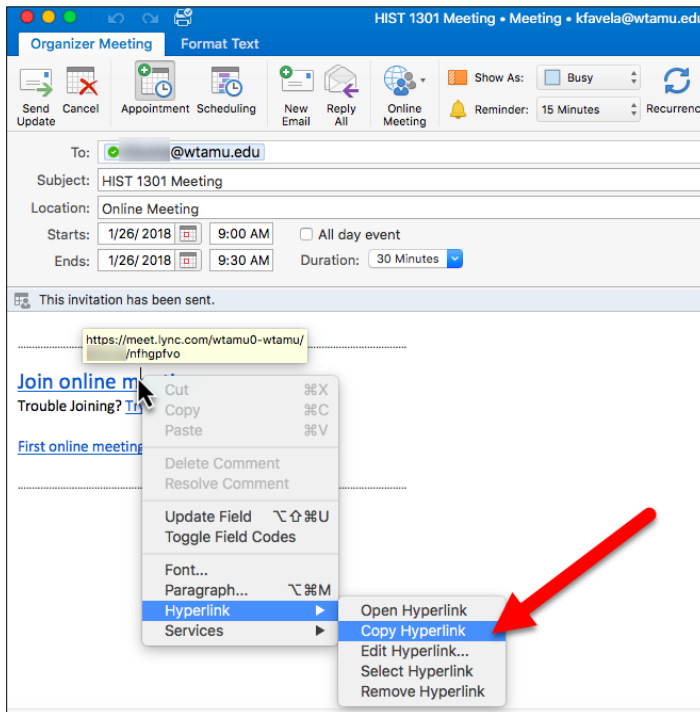 HIST 1301 Meeting • Meeting • kfavela@wtamu.edu
Organizer Meeting Format Text
Send Update Cancel Appointment Scheduling New Email Reply All Online Meeting Show As: Busy
Reminder: 15 Minutes
To: @wtamu.edu
Subject: HIST 1301 Meeting
Location: Online Meeting
Starts: 1/26/2018 9:00 AM All day event
Ends: 1/26/2018 9:30 AM Duration: 30 Minutes
This invitation has been sent.
https://meet.lync.com/wtamu0-wtamu/
/nfhgpfvo
Join online
Trouble Joining?
First online meeting
Cut ⌘X
Copy ⌘C
Paste ⌘V
Delete Comment
Resolve Comment
Update Field ⌥⇧⌘U
Toggle Field Codes
Font...
Paragraph... ⌥⌘M
Hyperlink
Services
Open Hyperlink
Copy Hyperlink
Edit Hyperlink...
Select Hyperlink
Remove Hyperlink